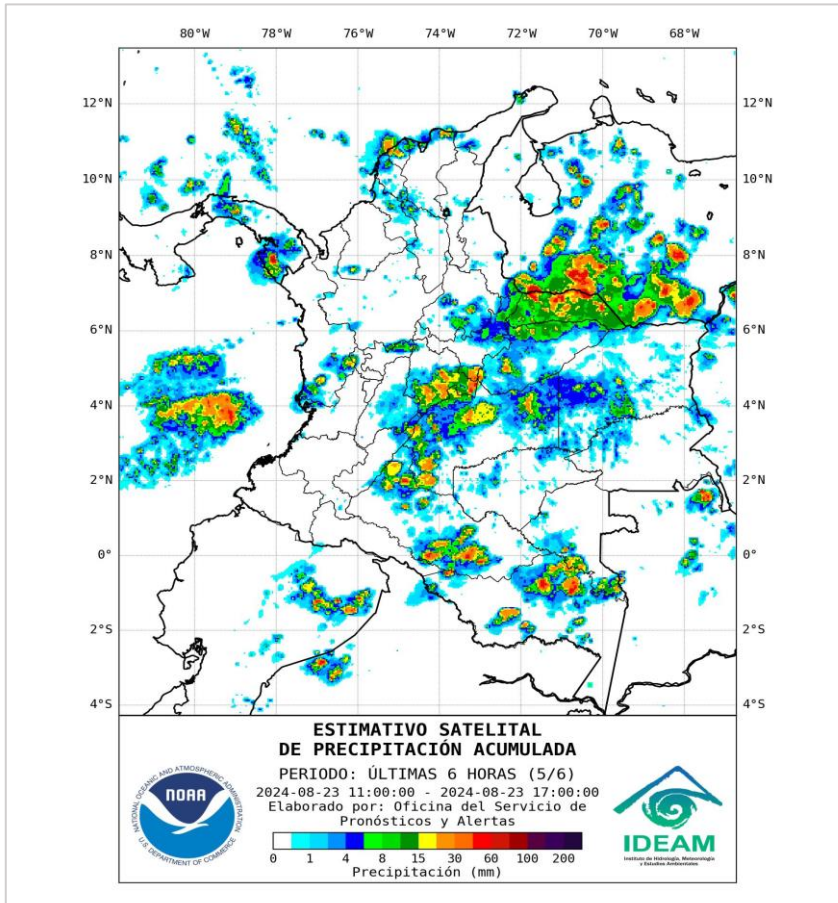 80°W 78°W 76°W 74°W 72°W 70°W 68°W
12°N 12°N
10°N 10°N
8°N 8°N
6°N 6°N
4°N 4°N
2°N 2°N
0° 0°
2°S 2°S
4°S 4°S
ESTIMATIVO SATELITAL
DE PRECIPITACIÓN ACUMULADA
PERIODO: ÚLTIMAS 6 HORAS (5/6)
2024-08-23 11:00:00 - 2024-08-23 17:00:00
Elaborado por: Oficina del Servicio de
Pronósticos y Alertas
0 1 4 8 15 30 60 100 200
Precipitación (mm)
NATIONAL OCEANIC AND ATMOSPHERIC ADMINISTRATION
NOAA
U.S. DEPARTMENT OF COMMERCE
IDEAM
Instituto de Hidrología, Meteorología
y Estudios Ambientales